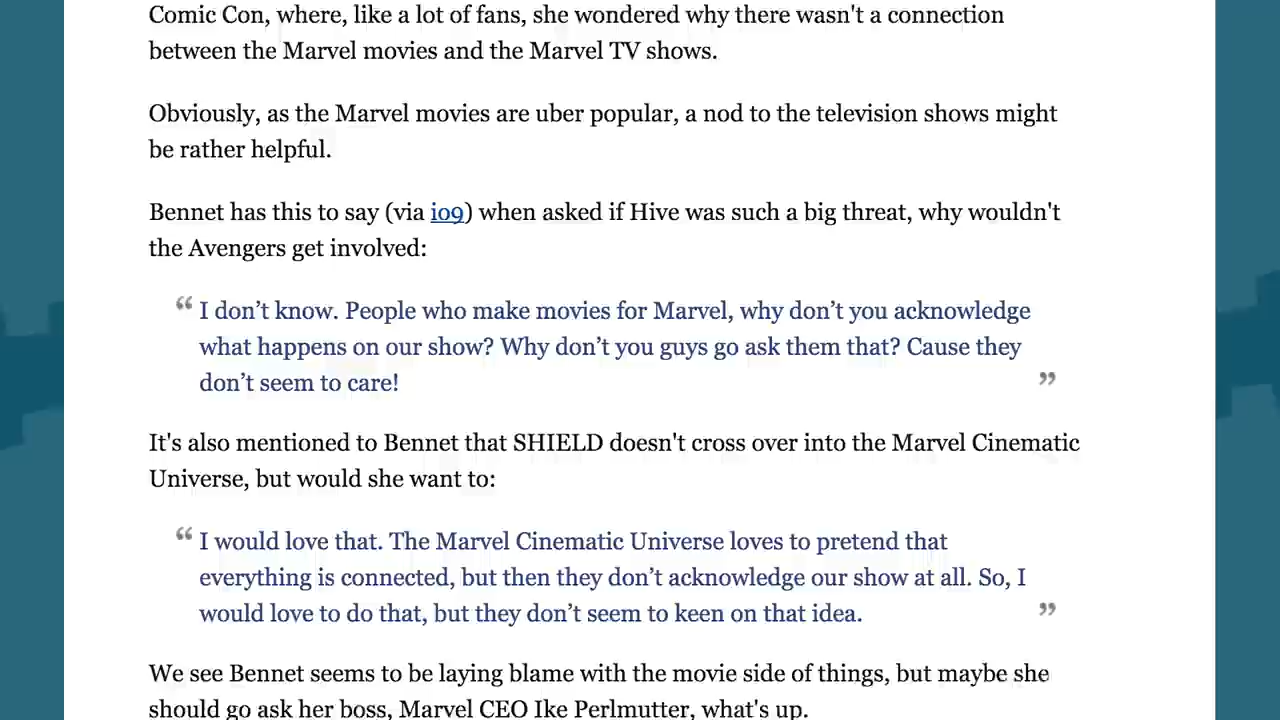 Comic Con, where, like a lot of fans, she wondered why there wasn't a connection
between the Marvel movies and the Marvel TV shows.
Obviously, as the Marvel movies are uber popular, a nod to the television shows might
be rather helpful.
Bennet has this to say (via io9) when asked if Hive was such a big threat, why wouldn't
the Avengers get involved:
“ I don’t know. People who make movies for Marvel, why don’t you acknowledge
what happens on our show? Why don’t you guys go ask them that? Cause they
don’t seem to care! ”
It's also mentioned to Bennet that SHIELD doesn't cross over into the Marvel Cinematic
Universe, but would she want to:
“ I would love that. The Marvel Cinematic Universe loves to pretend that
everything is connected, but then they don’t acknowledge our show at all. So, I
would love to do that, but they don’t seem to keen on that idea. ”
We see Bennet seems to be laying blame with the movie side of things, but maybe she
should go ask her boss, Marvel CEO Ike Perlmutter, what's up.